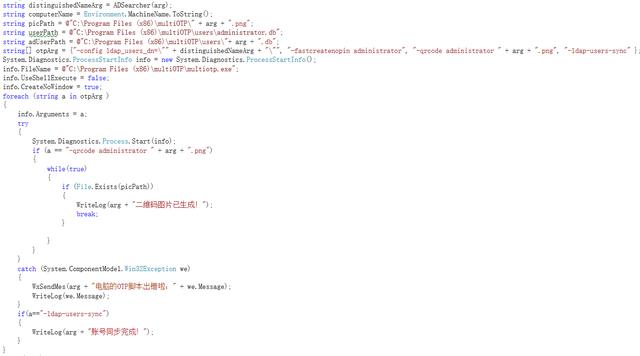 string distinguishedNameArg = ADSearcher(arg);
string computerName = Environment.MachineName.ToString();
string picPath = @"C:\Program Files (x86)\multiOTP\" + arg + ".png";
string userPath = @"C:\Program Files (x86)\multiOTP\users\administrator.db";
string adUserPath = @"C:\Program Files (x86)\multiOTP\users\"+ arg + ".db";
string[] otpArg = {"-config ldap_users_dn=\"" + distinguishedNameArg + "\"", "-fastcreatenopin administrator", "-qrcode administrator " + arg + ".png", "-ldap-users-sync" };
System.Diagnostics.ProcessStartInfo info = new System.Diagnostics.ProcessStartInfo();
info.FileName = @"C:\Program Files (x86)\multiOTP\multiotp.exe";
info.UseShellExecute = false;
info.CreateNoWindow = true;
foreach (string a in otpArg )
{
info.Arguments = a;
try
{
System.Diagnostics.Process.Start(info);
if (a == "-qrcode administrator " + arg + ".png")
{
while(true)
{
if (File.Exists(picPath))
{
WriteLog(arg + "二维码图片已生成！");
break;
}
}
}
}
catch (System.ComponentModel.Win32Exception we)
{
WxSendMes(arg + "电脑的OTP脚本出错啦：" + we.Message);
WriteLog(we.Message);
}
if(a=="-ldap-users-sync")
{
WriteLog(arg + "账号同步完成！");
}
}